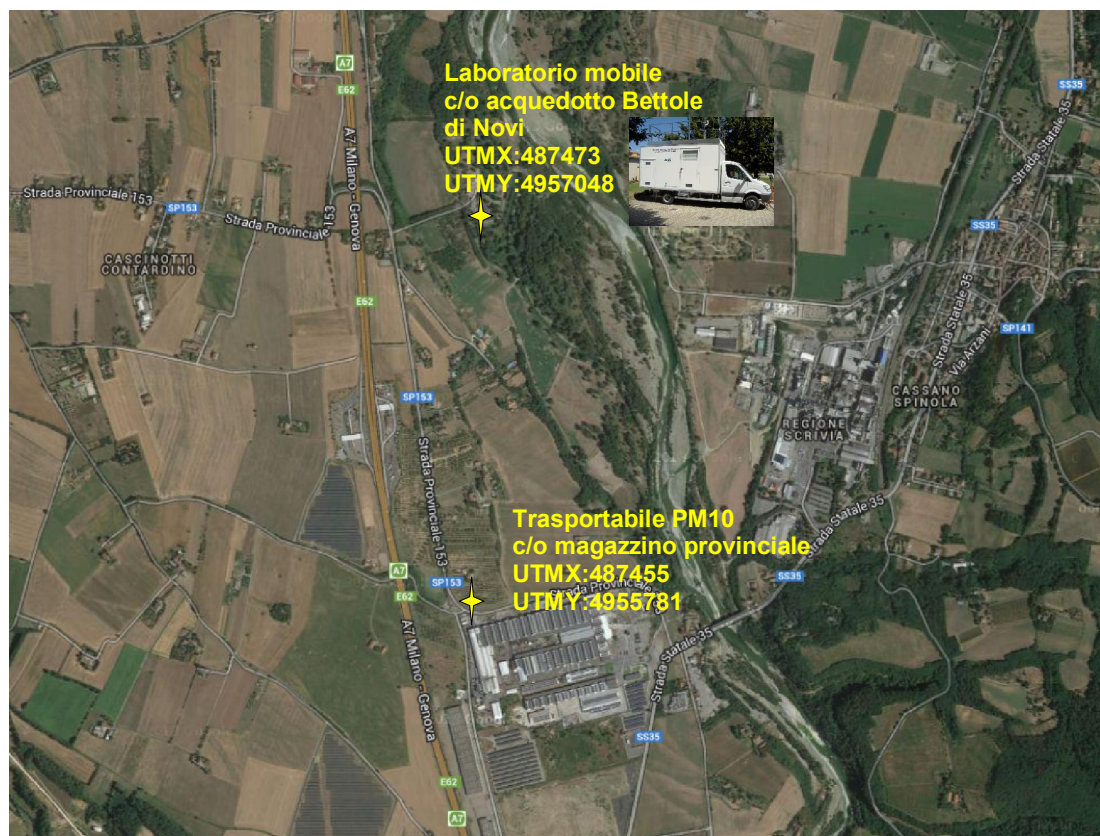 A7
E62
SS35
Laboratorio mobile
c/o acquedotto Bettole
di Novi
UTMX:487473
UTMY:4957048
A7 Milano - Genova
Strada Statale 35
Strada Provinciale 153
SP153
Strada Provinciale 153
SS35
CASCINOTTI
CONTARDINO
E62
Strada Statale 35
SP141
Via Arzani
SP153
CASSANO
SPINOLA
REGIONE
SCRIVIA
Strada Provinciale 153
Trasportabile PM10
c/o magazzino provinciale
UTMX:487455
UTMY:4955781
Strada Statale 35
A7
SP153
E62
SS35
Strada Provinciale
A7 Milano - Genova
Strada Statale 35
SS35
E62
A7